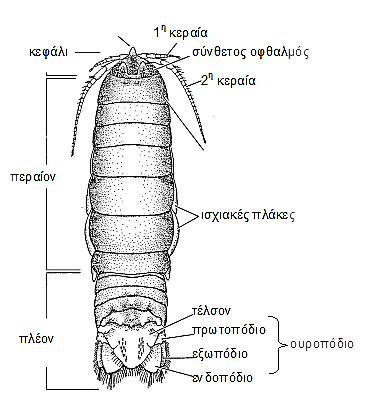 1η κεραία
κεφάλι
σύνθετος οφθαλμός
2η κεραία
περαίον
ισχιακές πλάκες
τέλσον
πρωτοπόδιο
πλέον
ουροπόδιο
εξωπόδιο
ενδοπόδιο